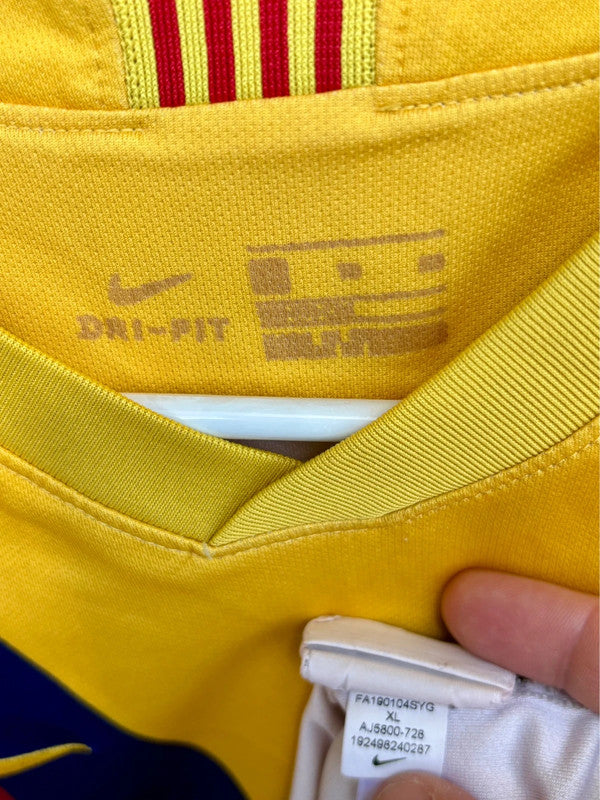 DRI-FIT
FA190104SYG
XL
AJ5800-728
192498240287